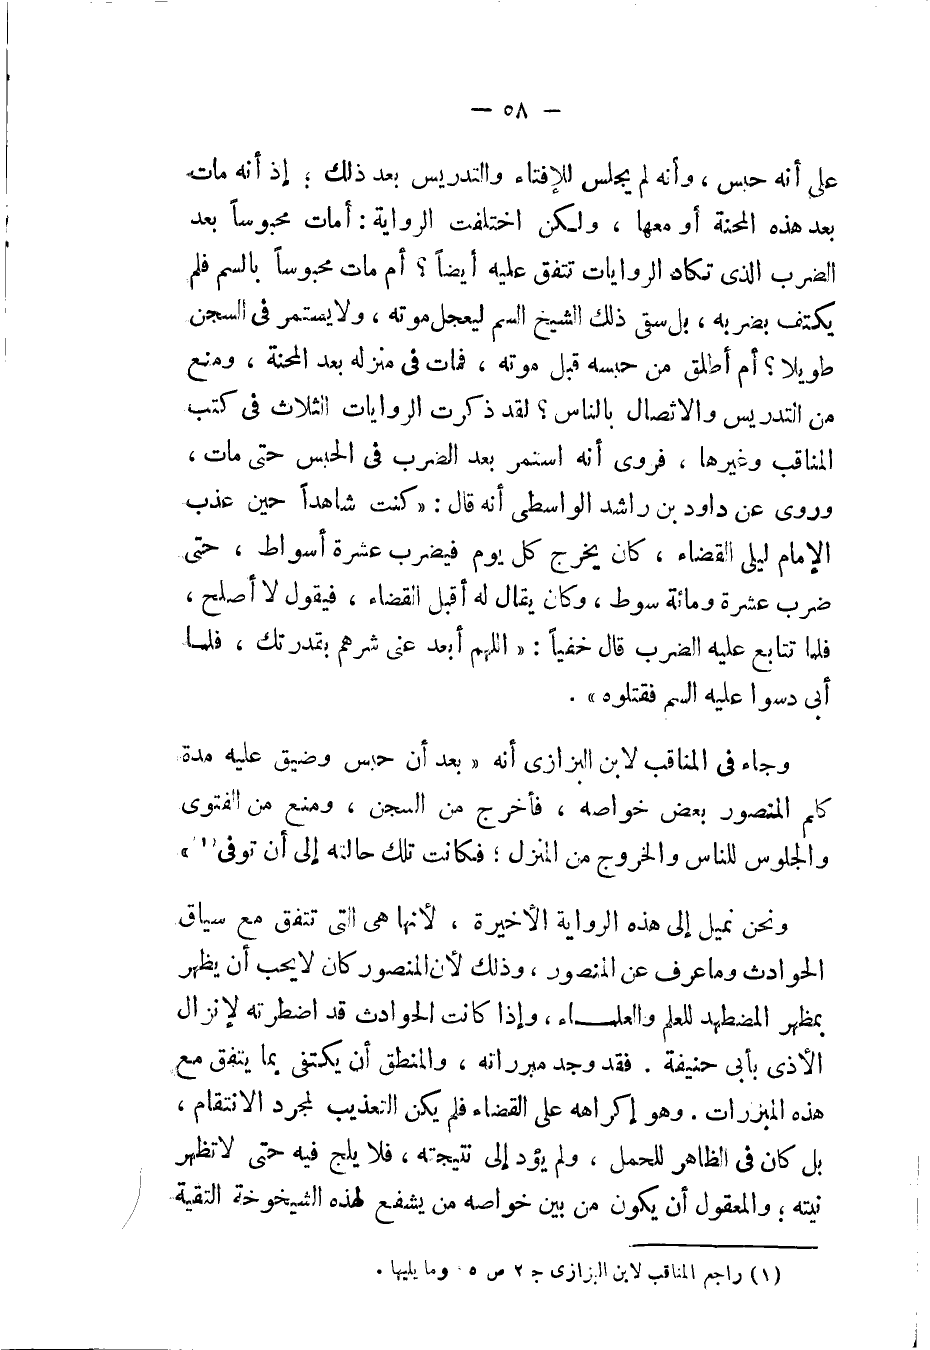 — ٥٨ —
على أنه حبس ، وأنه لم يجلس للإفتاء والتدريس بعد ذلك ؛ إذ أنه مات
بعد هذه المحنة أو معها ، ولكن اختلفت الرواية : أمات محبوساً بعد
الضرب الذى تكاد الروايات تتفق عليه أيضاً ؟ أم مات محبوساً بالسم فلم
يكتف بضربه ، بل سقى ذلك الشيخ السم ليعجل موته ، ولا يستمر فى السجن
طويلا ؟ أم أطلق من حبسه قبل موته ، فمات فى منزله بعد المحنة ، ومنع
من التدريس والاتصال بالناس ؟ لقد ذكرت الروايات الثلاث فى كتب
المناقب وغيرها ، فروى أنه استمر بعد الضرب فى الحبس حتى مات ،
وروى عن داود بن راشد الواسطى أنه قال : « كنت شاهداً حين عذب
الإمام ليلى القضاء ، كان يخرج كل يوم فيضرب عشرة أسواط ، حتى
ضرب عشرة ومائة سوط ، وكان يقال له أقبل القضاء ، فيقول لا أصلح ،
فلما تتابع عليه الضرب قال خفياً : « اللهم أبعد عنى شرهم بقدرتك ، فلما
أبى دسوا عليه السم فقتلوه » .
وجاء فى المناقب لابن البزازى أنه « بعد أن حبس وضيق عليه مدة
كلم المنصور بعض خواصه ، فأخرج من السجن ، ومنع من الفتوى
والجلوس للناس والخروج من المنزل ؛ فكانت تلك حالته إلى أن توفى (١) »
ونحن نميل إلى هذه الرواية الأخيرة ، لأنها هى التى تتفق مع سياق
الحوادث وما عرف عن المنصور ، وذلك لأن المنصور كان لا يحب أن يظهر
بمظهر المضطهد للعلم والعلماء ، وإذا كانت الحوادث قد اضطرته لإنزال
الأذى بأبى حنيفة . فقد وجد مبرراته ، والمنطق أن يكتفى بما يتفق مع
هذه المبررات . وهو إكراهه على القضاء فلم يكن التعذيب لمجرد الانتقام ،
بل كان فى الظاهر للحمل ، ولم يؤد إلى نتيجته ، فلا يلج فيه حتى لا تظهر
نيته ؛ والمعقول أن يكون من بين خواصه من يشفع لهذه الشيخوخة التقية
(١) راجع المناقب لابن البزازى ج ٢ ص وما يليها .